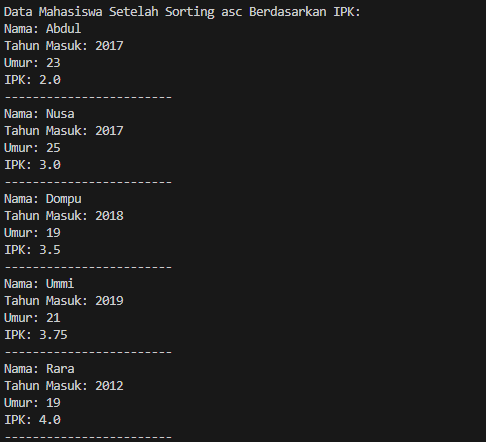 Data Mahasiswa Setelah Sorting asc Berdasarkan IPK:
Nama: Abdul
Tahun Masuk: 2017
Umur: 23
IPK: 2.0
------------------------
Nama: Nusa
Tahun Masuk: 2017
Umur: 25
IPK: 3.0
------------------------
Nama: Dompu
Tahun Masuk: 2018
Umur: 19
IPK: 3.5
------------------------
Nama: Ummi
Tahun Masuk: 2019
Umur: 21
IPK: 3.75
------------------------
Nama: Rara
Tahun Masuk: 2012
Umur: 19
IPK: 4.0
------------------------